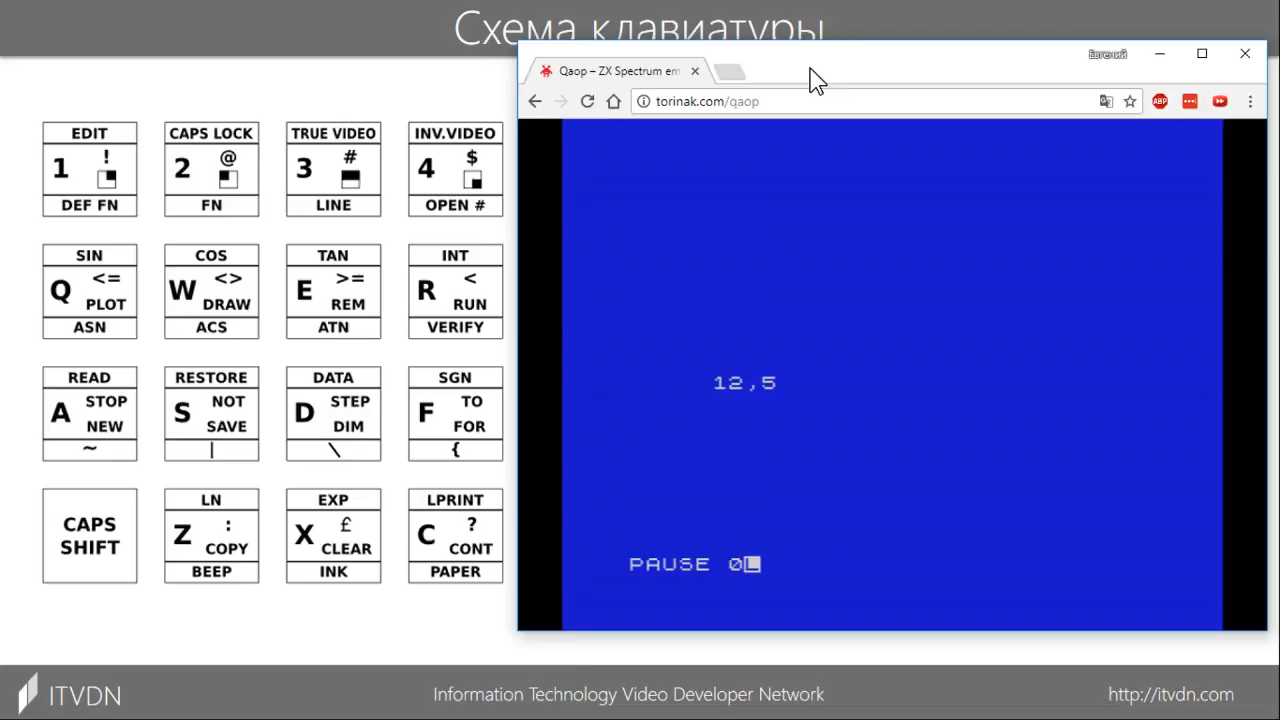 Схема клавиатуры
Евгений
Qaop – ZX Spectrum em
torinak.com/qaop
ABP
EDIT
1 !
DEF FN
CAPS LOCK
2 @
FN
TRUE VIDEO
3 #
LINE
INV.VIDEO
4 $
OPEN #
SIN
Q <=
PLOT
ASN
COS
W <>
DRAW
ACS
TAN
E >=
REM
ATN
INT
R <
RUN
VERIFY
READ
A STOP
NEW
~
RESTORE
S NOT
SAVE
|
DATA
D STEP
DIM
\
SGN
F TO
FOR
{
CAPS
SHIFT
LN
Z :
COPY
BEEP
EXP
X £
CLEAR
INK
LPRINT
C ?
CONT
PAPER
12,5
PAUSE 0L
ITVDN
Information Technology Video Developer Network
http://itvdn.com